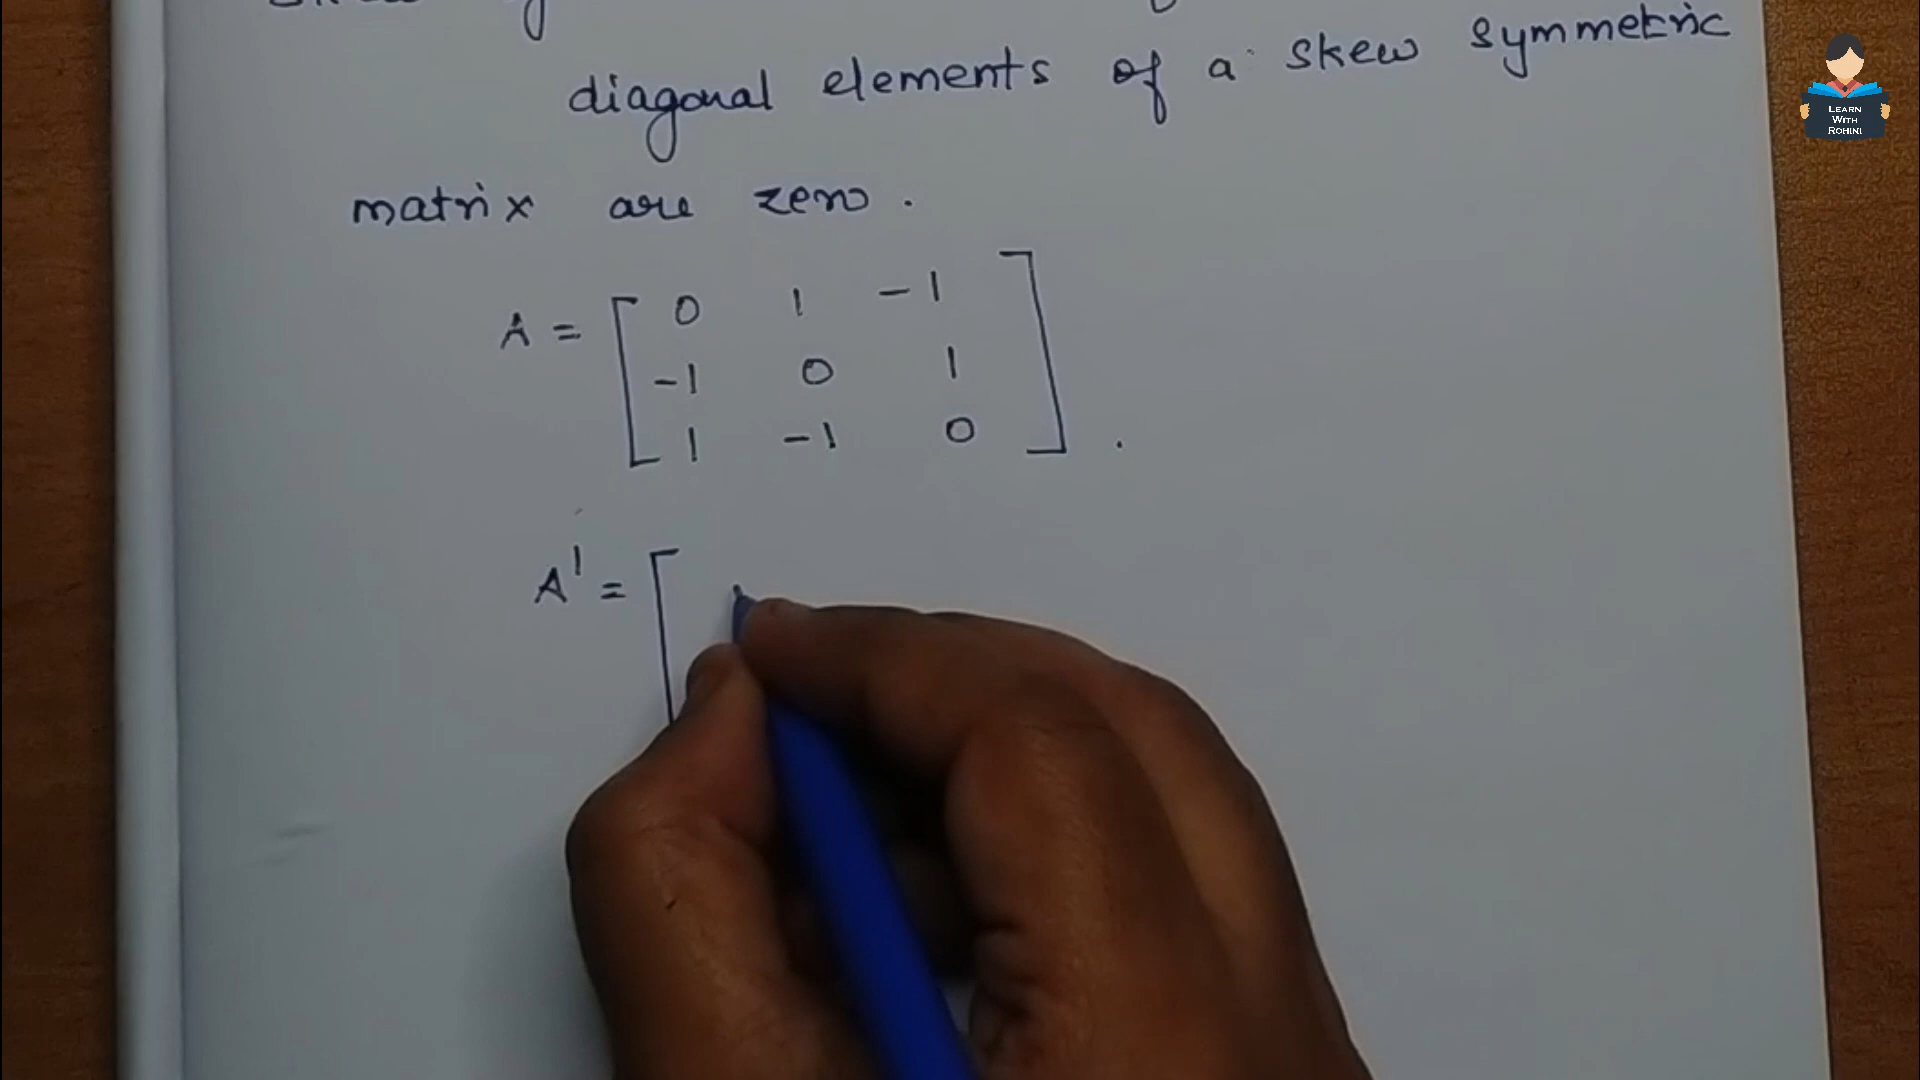 diagonal elements of a skew symmetric
matrix are zero.
A = [ 0 1 -1
-1 0 1
1 -1 0 ] .
A' = [
LEARN
WITH
ROHINI